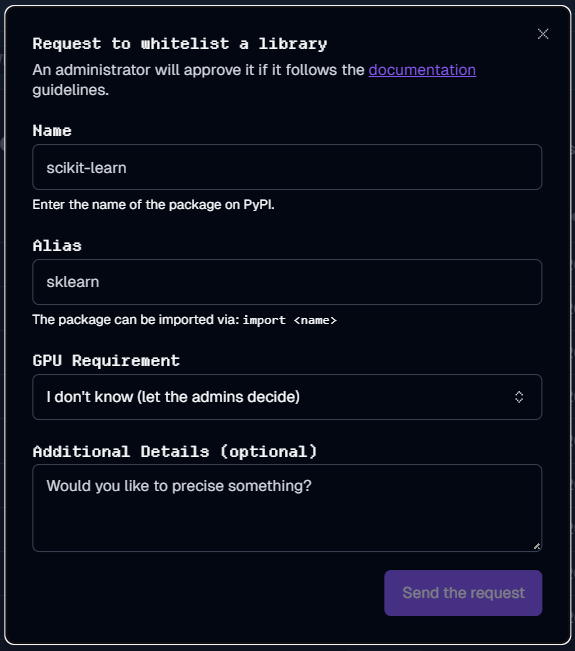 Request to whitelist a library
An administrator will approve it if it follows the documentation
guidelines.
Name
scikit-learn
Enter the name of the package on PyPI.
Alias
sklearn
The package can be imported via: import <name>
GPU Requirement
I don't know (let the admins decide)
Additional Details (optional)
Would you like to precise something?
Send the request